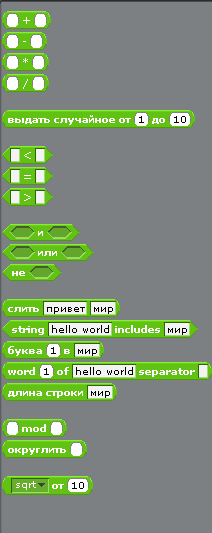 +
-
*
/
выдать случайное от 1 до 10
<
=
>
и
или
не
слить привет мир
string hello world includes мир
буква 1 в мир
word 1 of hello world separator
длина строки мир
mod
округлить
sqrt от 10